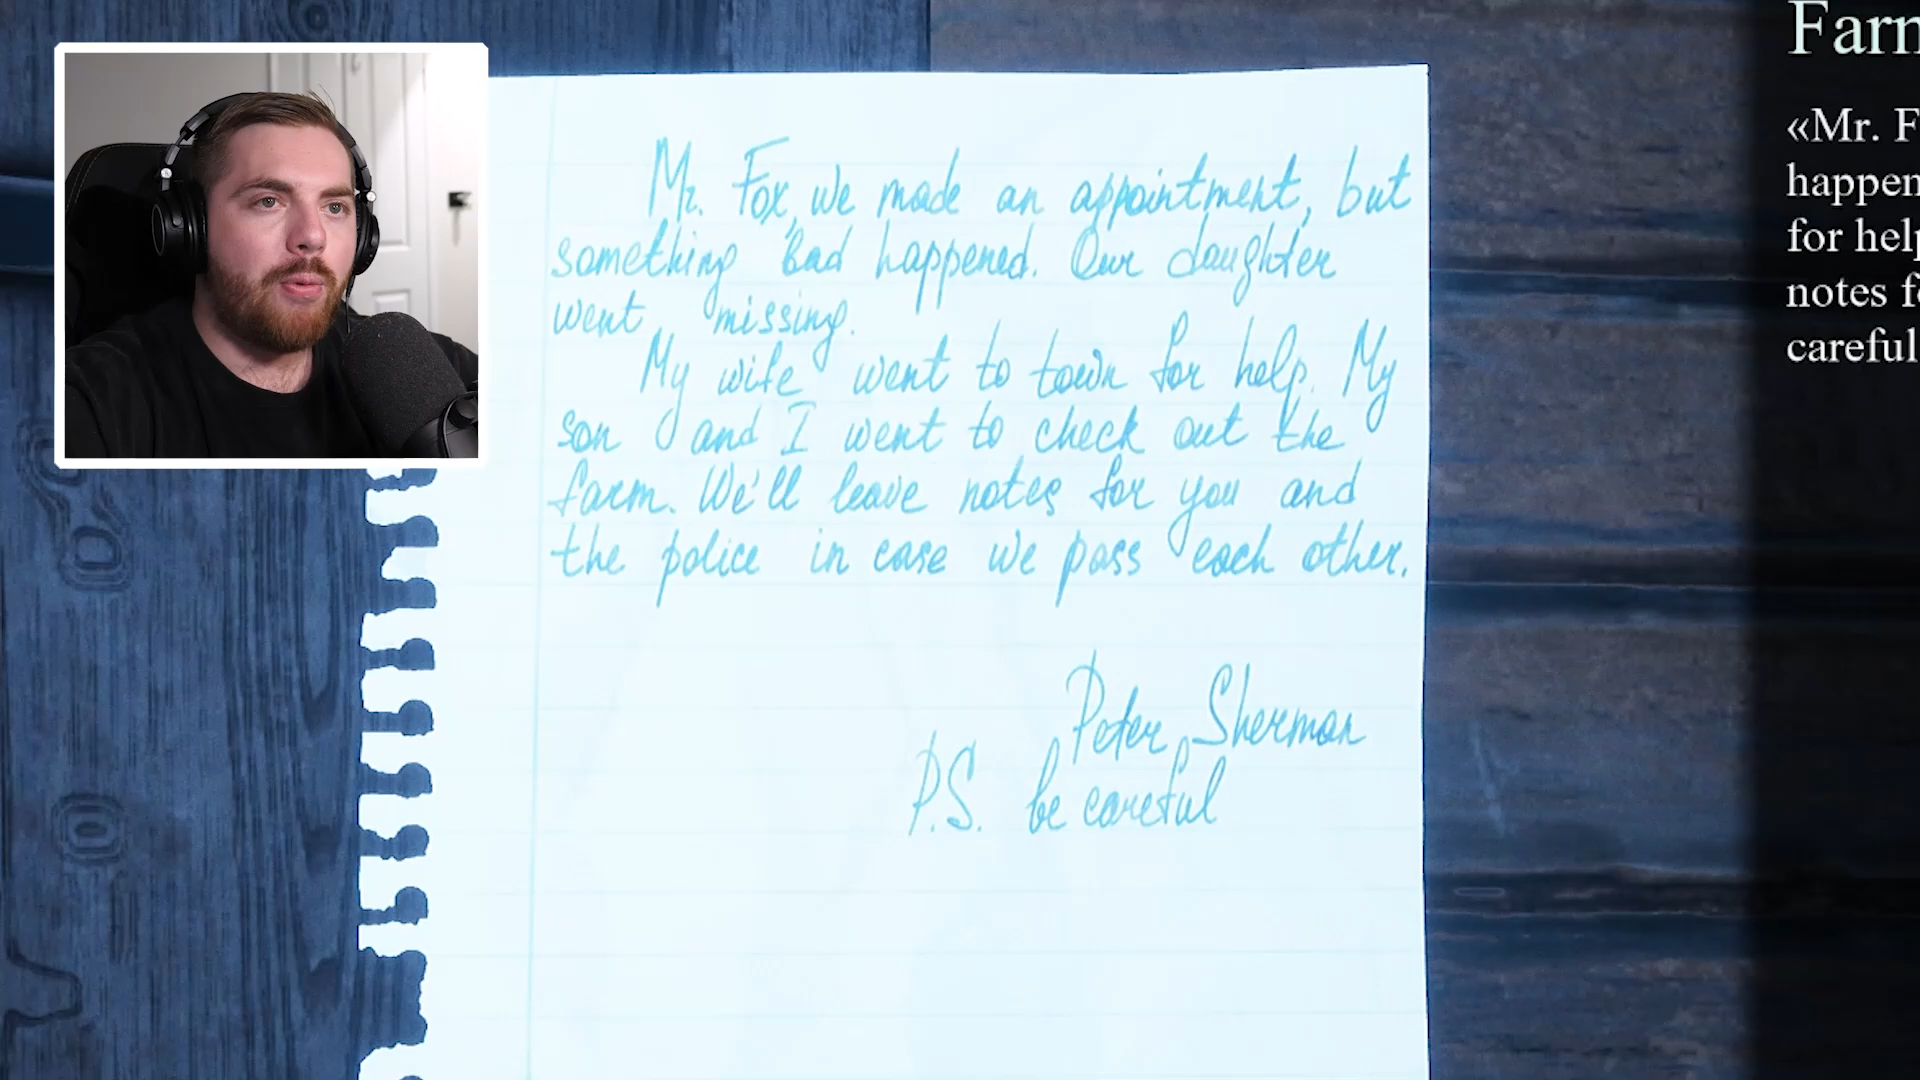 Mr. Fox, we made an appointment, but
something bad happened. Our daughter
went missing.
My wife went to town for help. My
son and I went to check out the
farm. We'll leave notes for you and
the police in case we pass each other.
Peter Sherman
P.S. be careful
«Mr. F
happen
for help
notes f
careful